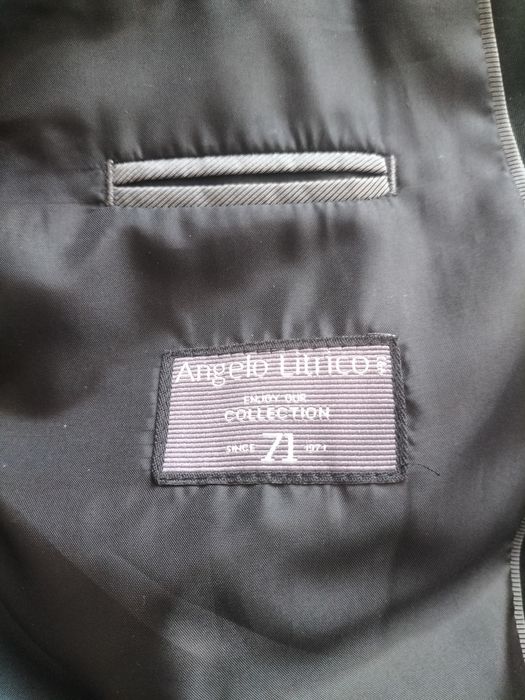 Angelo Litrico
ENJOY OUR
COLLECTION
SINCE 71 1971